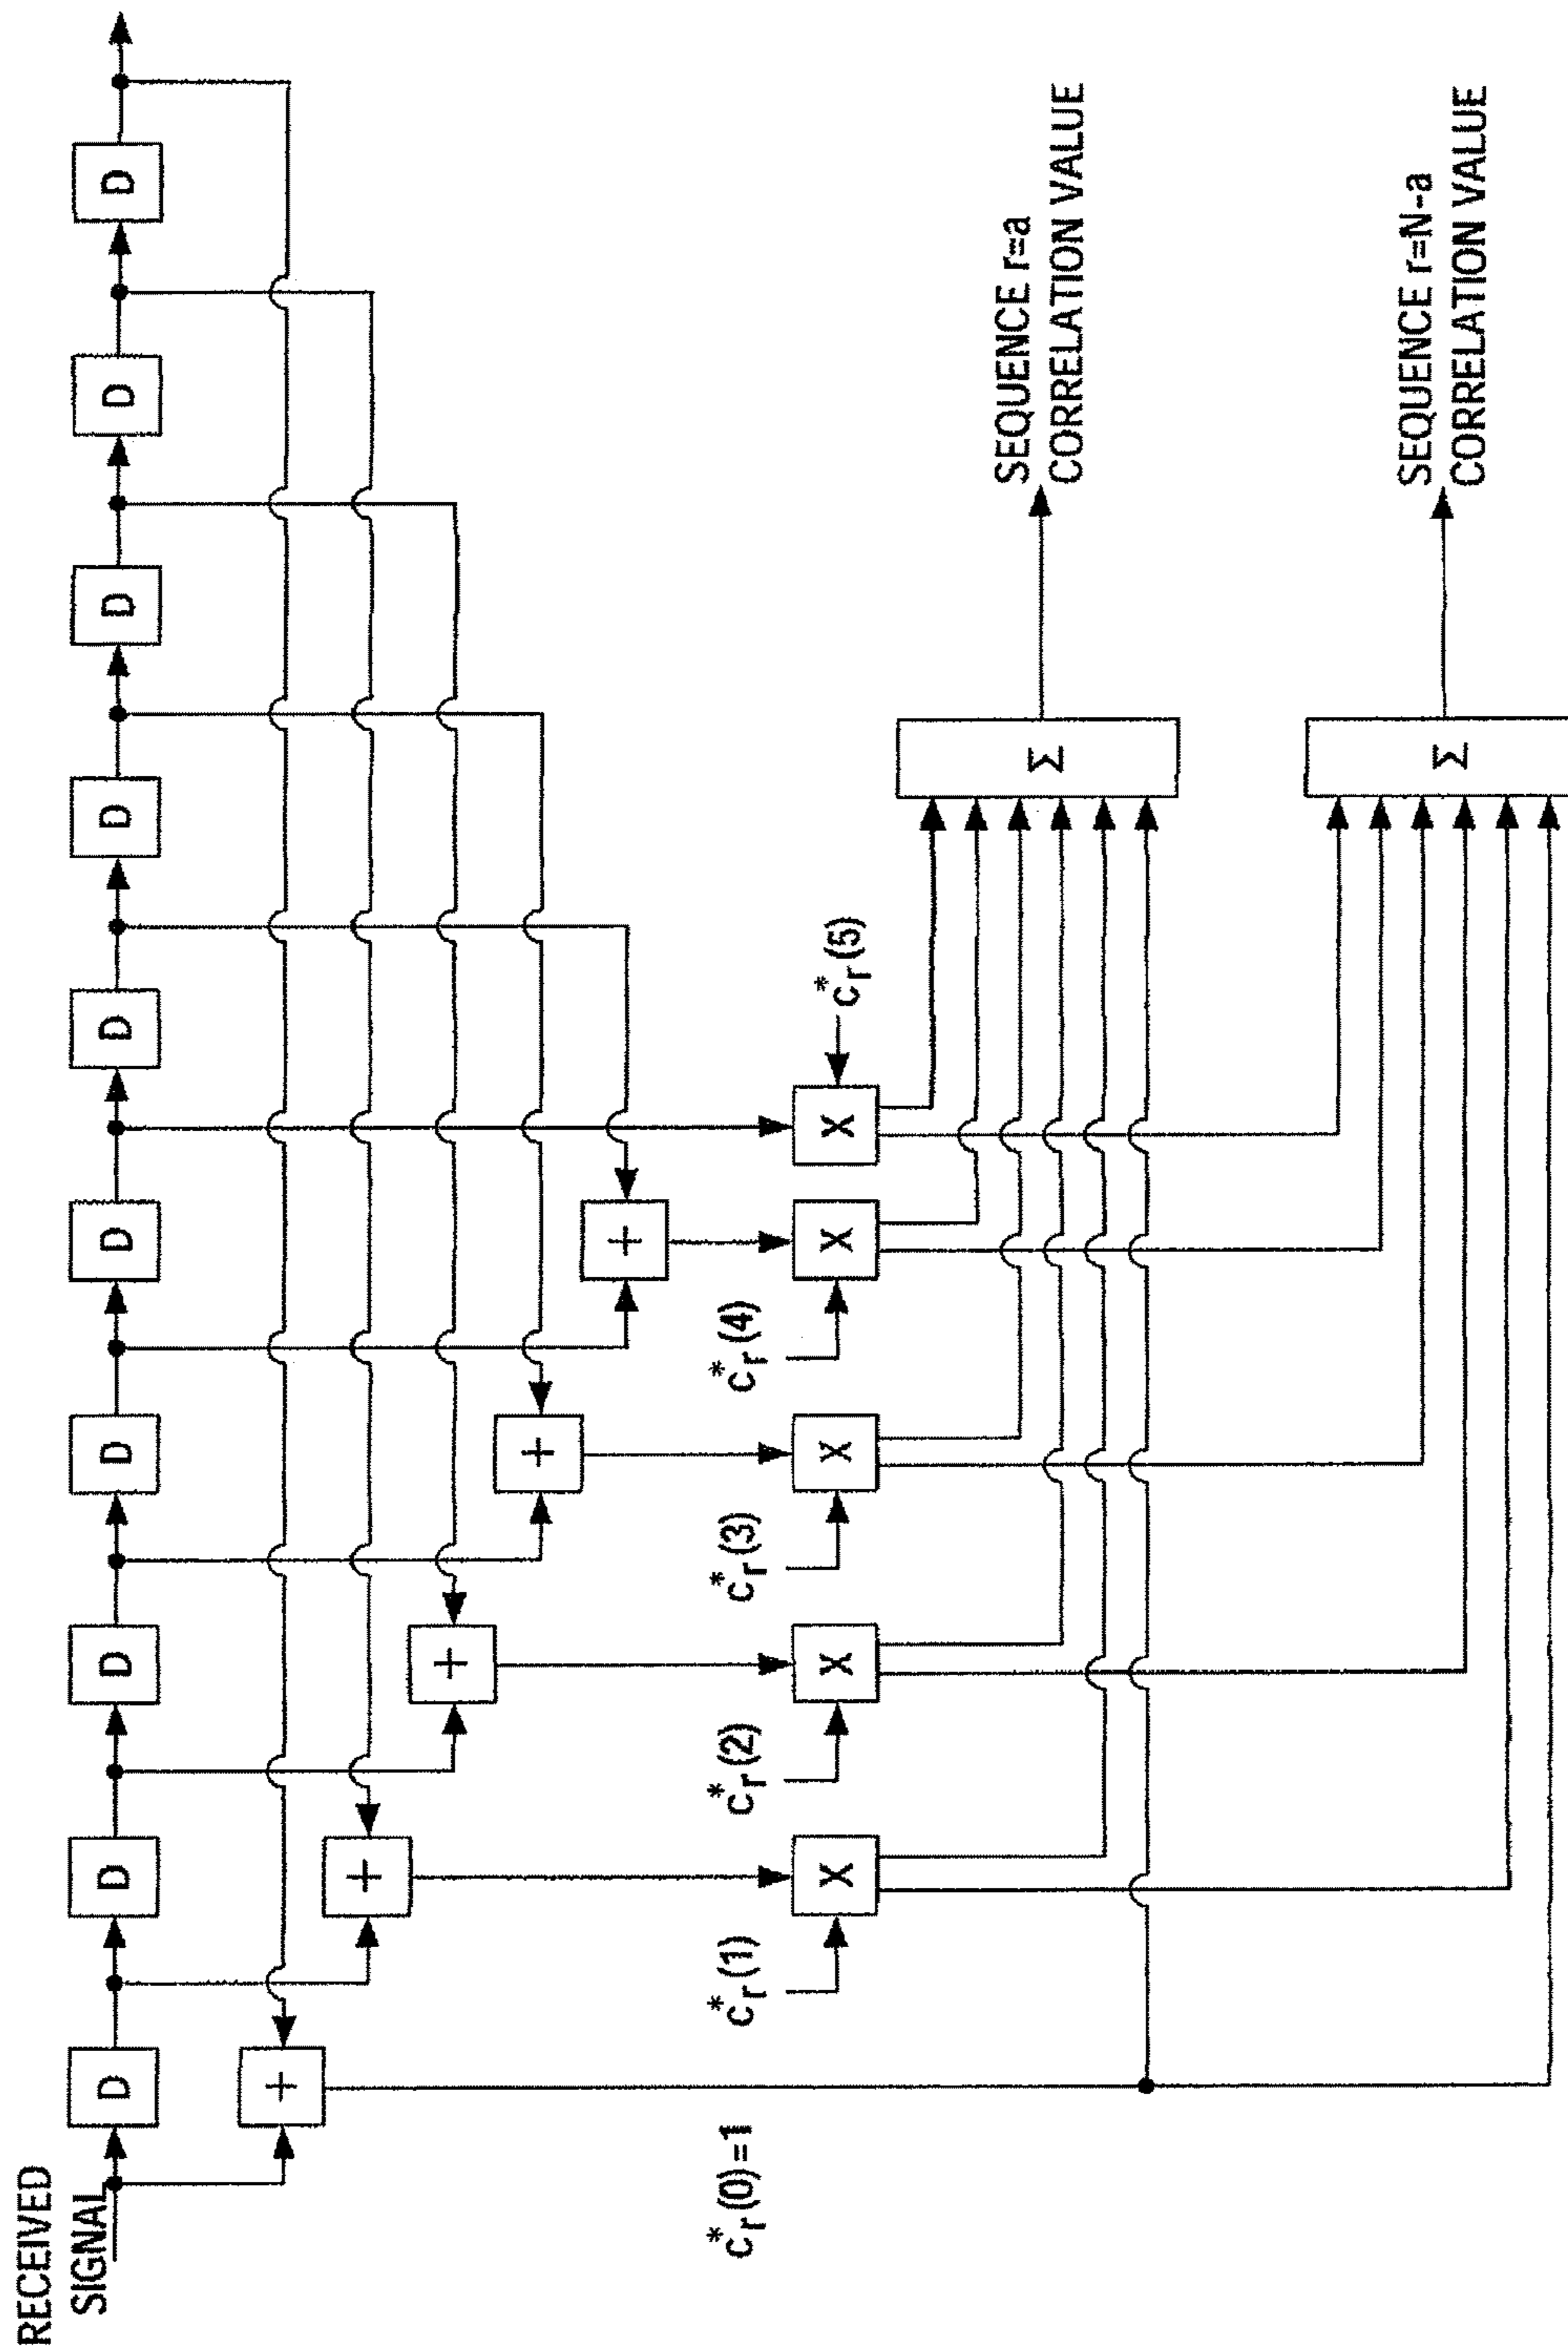 RECEIVED
SIGNAL
D D D D D D D D D D
+ + + + +
c*r(0)=1
c*r(1)
c*r(2)
c*r(3)
c*r(4)
c*r(5)
X X X X X
Σ
SEQUENCE r=a
CORRELATION VALUE
Σ
SEQUENCE r=N-a
CORRELATION VALUE